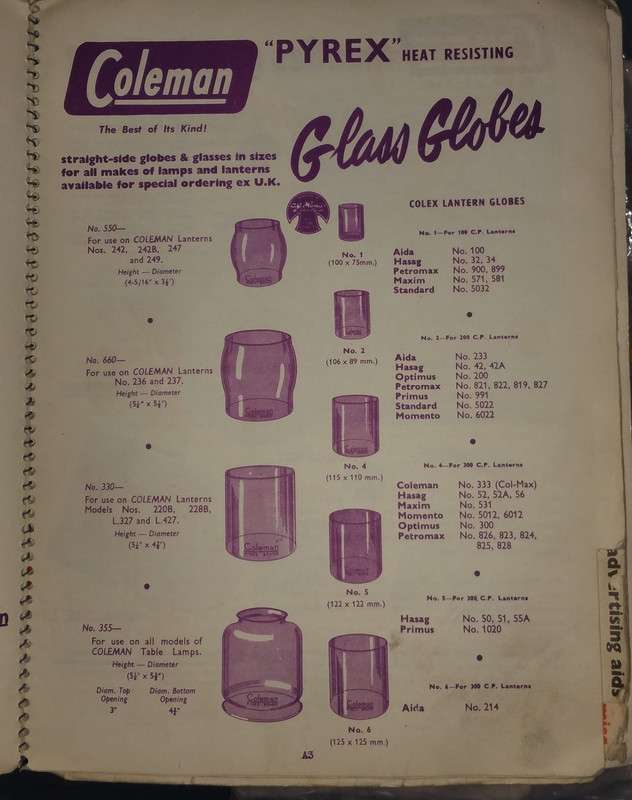 Coleman
The Best of Its Kind!
"PYREX" HEAT RESISTING
Glass Globes
straight-side globes & glasses in sizes
for all makes of lamps and lanterns
available for special ordering ex U.K.
No. 550—
For use on COLEMAN Lanterns
Nos. 242, 242B, 247
and 249.
Height — Diameter
No. 660—
For use on COLEMAN Lanterns
No. 236 and 237.
Height — Diameter
No. 330—
For use on COLEMAN Lanterns
Models Nos. 220B, 228B,
L.327 and L.427.
Height — Diameter
Coleman
No. 355—
For use on all models of
COLEMAN Table Lamps.
Height — Diameter
Diam. Top Diam. Bottom
Opening Opening
3"
No. 1
(100 x 75mm.)
No. 2
(106 x 89 mm.)
No. 4
(115 x 110 mm.)
No. 5
(122 x 122 mm.)
No. 6
(125 x 125 mm.)
COLEX LANTERN GLOBES
No. 1—For 100 C.P. Lanterns
Aida No. 100
Hasag No. 32, 34
Petromax No. 900, 899
Maxim No. 571, 581
Standard No. 5032
No. 2—For 200 C.P. Lanterns
Aida No. 233
Hasag No. 42, 42A
Optimus No. 200
Petromax No. 821, 822, 819, 827
Primus No. 991
Standard No. 5022
Momento No. 6022
No. 4—For 300 C.P. Lanterns
Coleman No. 333 (Col-Max)
Hasag No. 52, 52A, 56
Maxim No. 531
Momento No. 5012, 6012
Optimus No. 300
Petromax No. 826, 823, 824,
825, 828
No. 5—For 300 C.P. Lanterns
Hasag No. 50, 51, 55A
Primus No. 1020
No. 6—For 300 C.P. Lanterns
Aida No. 214
A3
advertising aids